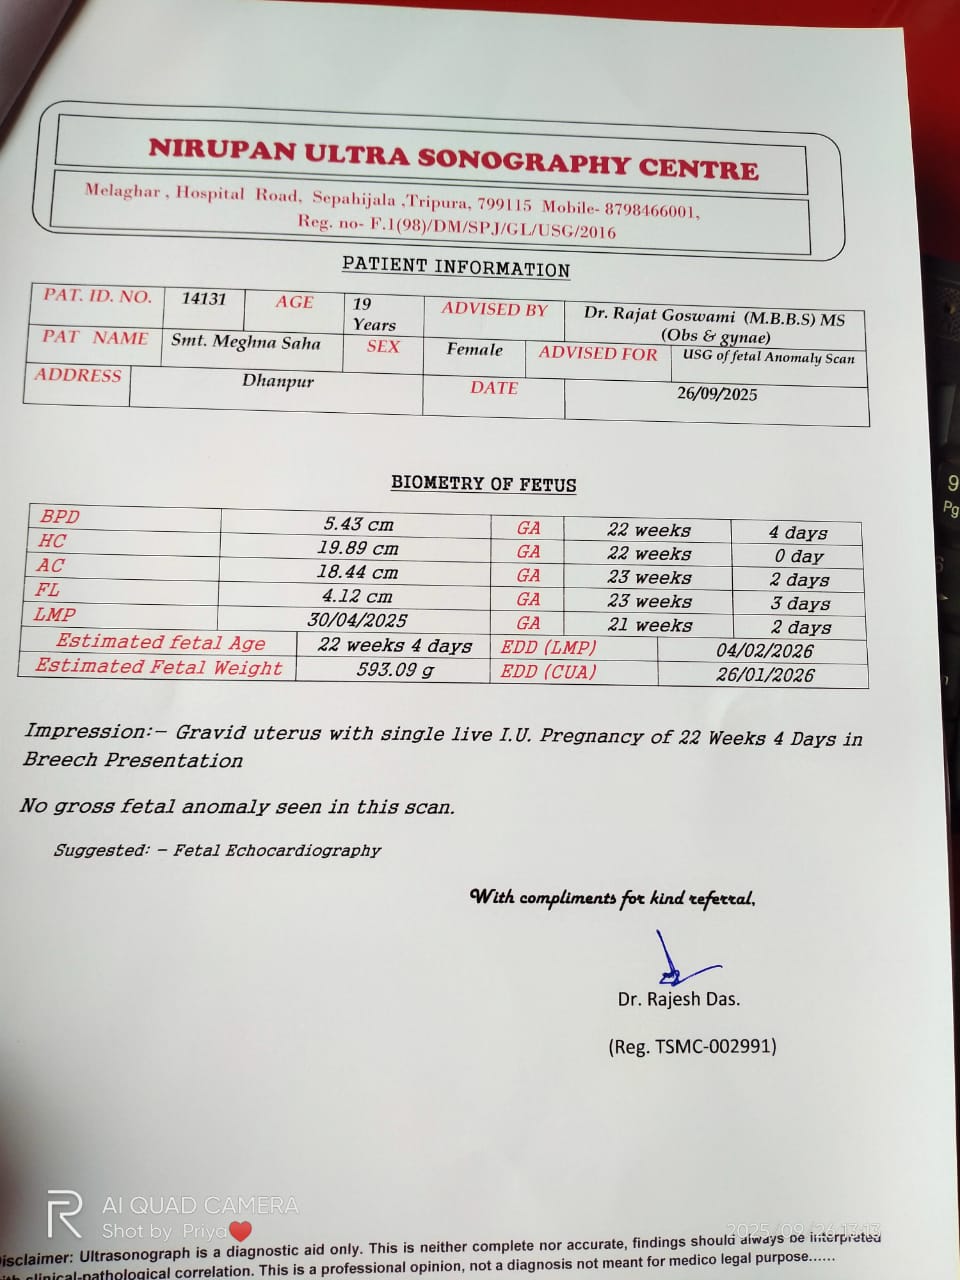 NIRUPAN ULTRA SONOGRAPHY CENTRE
Melaghar , Hospital Road, Sepahijala ,Tripura, 799115 Mobile- 8798466001,
Reg. no- F.1(98)/DM/SPJ/GL/USG/2016
PATIENT INFORMATION
PAT. ID. NO. 14131 AGE 19 Years ADVISED BY Dr. Rajat Goswami (M.B.B.S) MS (Obs & gynae)
PAT NAME Smt. Meghna Saha SEX Female ADVISED FOR USG of fetal Anomaly Scan
ADDRESS Dhanpur DATE 26/09/2025
BIOMETRY OF FETUS
BPD 5.43 cm GA 22 weeks 4 days
HC 19.89 cm GA 22 weeks 0 day
AC 18.44 cm GA 23 weeks 2 days
FL 4.12 cm GA 23 weeks 3 days
LMP 30/04/2025 GA 21 weeks 2 days
Estimated fetal Age 22 weeks 4 days EDD (LMP) 04/02/2026
Estimated Fetal Weight 593.09 g EDD (CUA) 26/01/2026
Impression:- Gravid uterus with single live I.U. Pregnancy of 22 Weeks 4 Days in
Breech Presentation
No gross fetal anomaly seen in this scan.
Suggested: - Fetal Echocardiography
With compliments for kind referral,
Dr. Rajesh Das.
(Reg. TSMC-002991)
AI QUAD CAMERA
Shot by Priya❤️
2025/09/26 13:13
isclaimer: Ultrasonograph is a diagnostic aid only. This is neither complete nor accurate, findings should always be interpreted
clinical-pathological correlation. This is a professional opinion, not a diagnosis not meant for medico legal purpose......
9
Pg